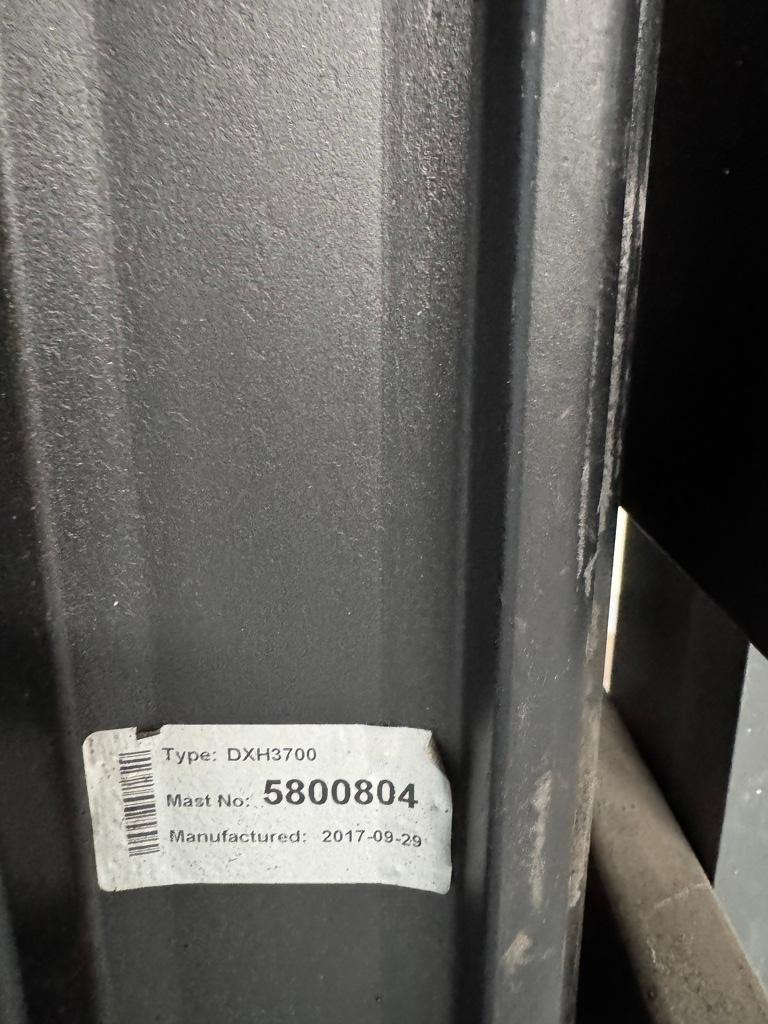 Type: DXH3700
Mast No: 5800804
Manufactured: 2017-09-29